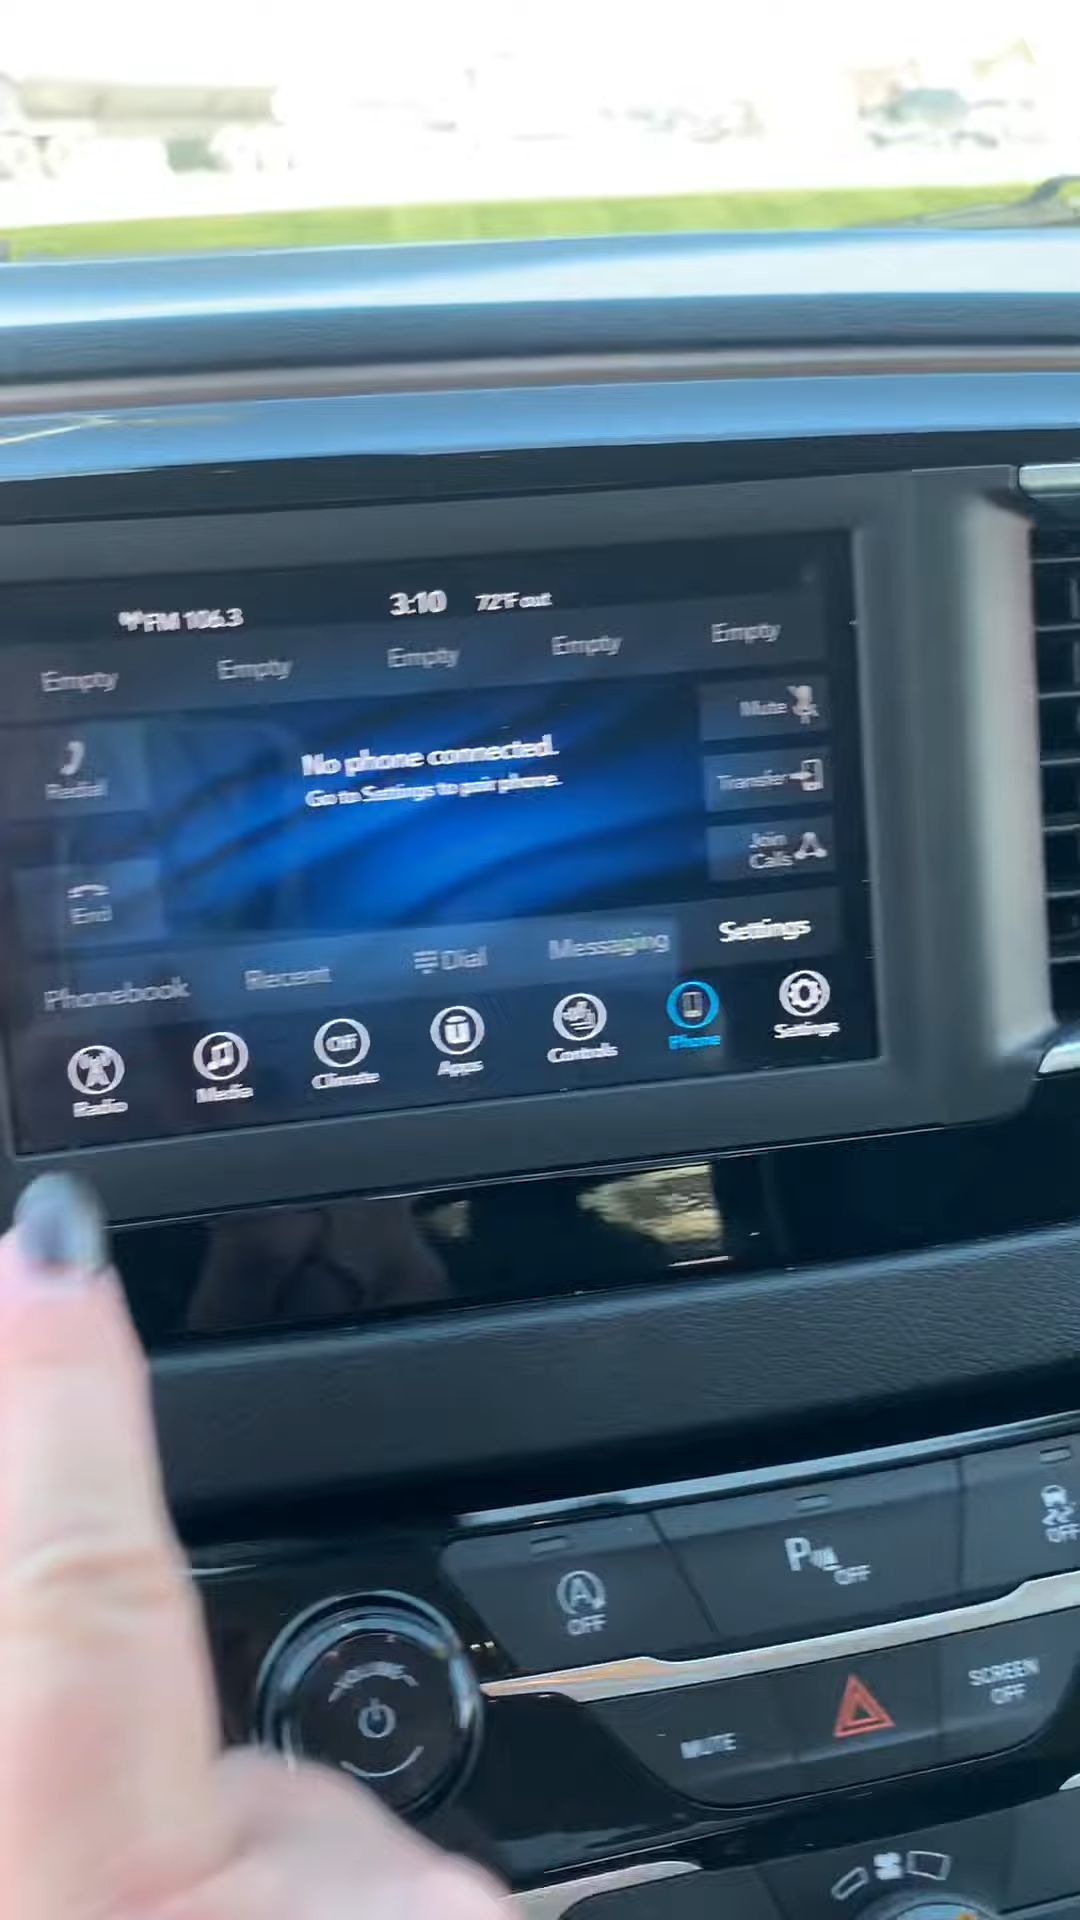 FM 106.3 3:10 72°F out
Empty Empty Empty Empty Empty
Redial
No phone connected.
Go to Settings to pair phone.
Mute
Transfer
Join
Calls
End
Phonebook Recent Dial Messaging Settings
Radio Media Off Climate Apps Controls Phone Settings
A
OFF
P
OFF
OFF
VOLUME
MUTE
SCREEN
OFF